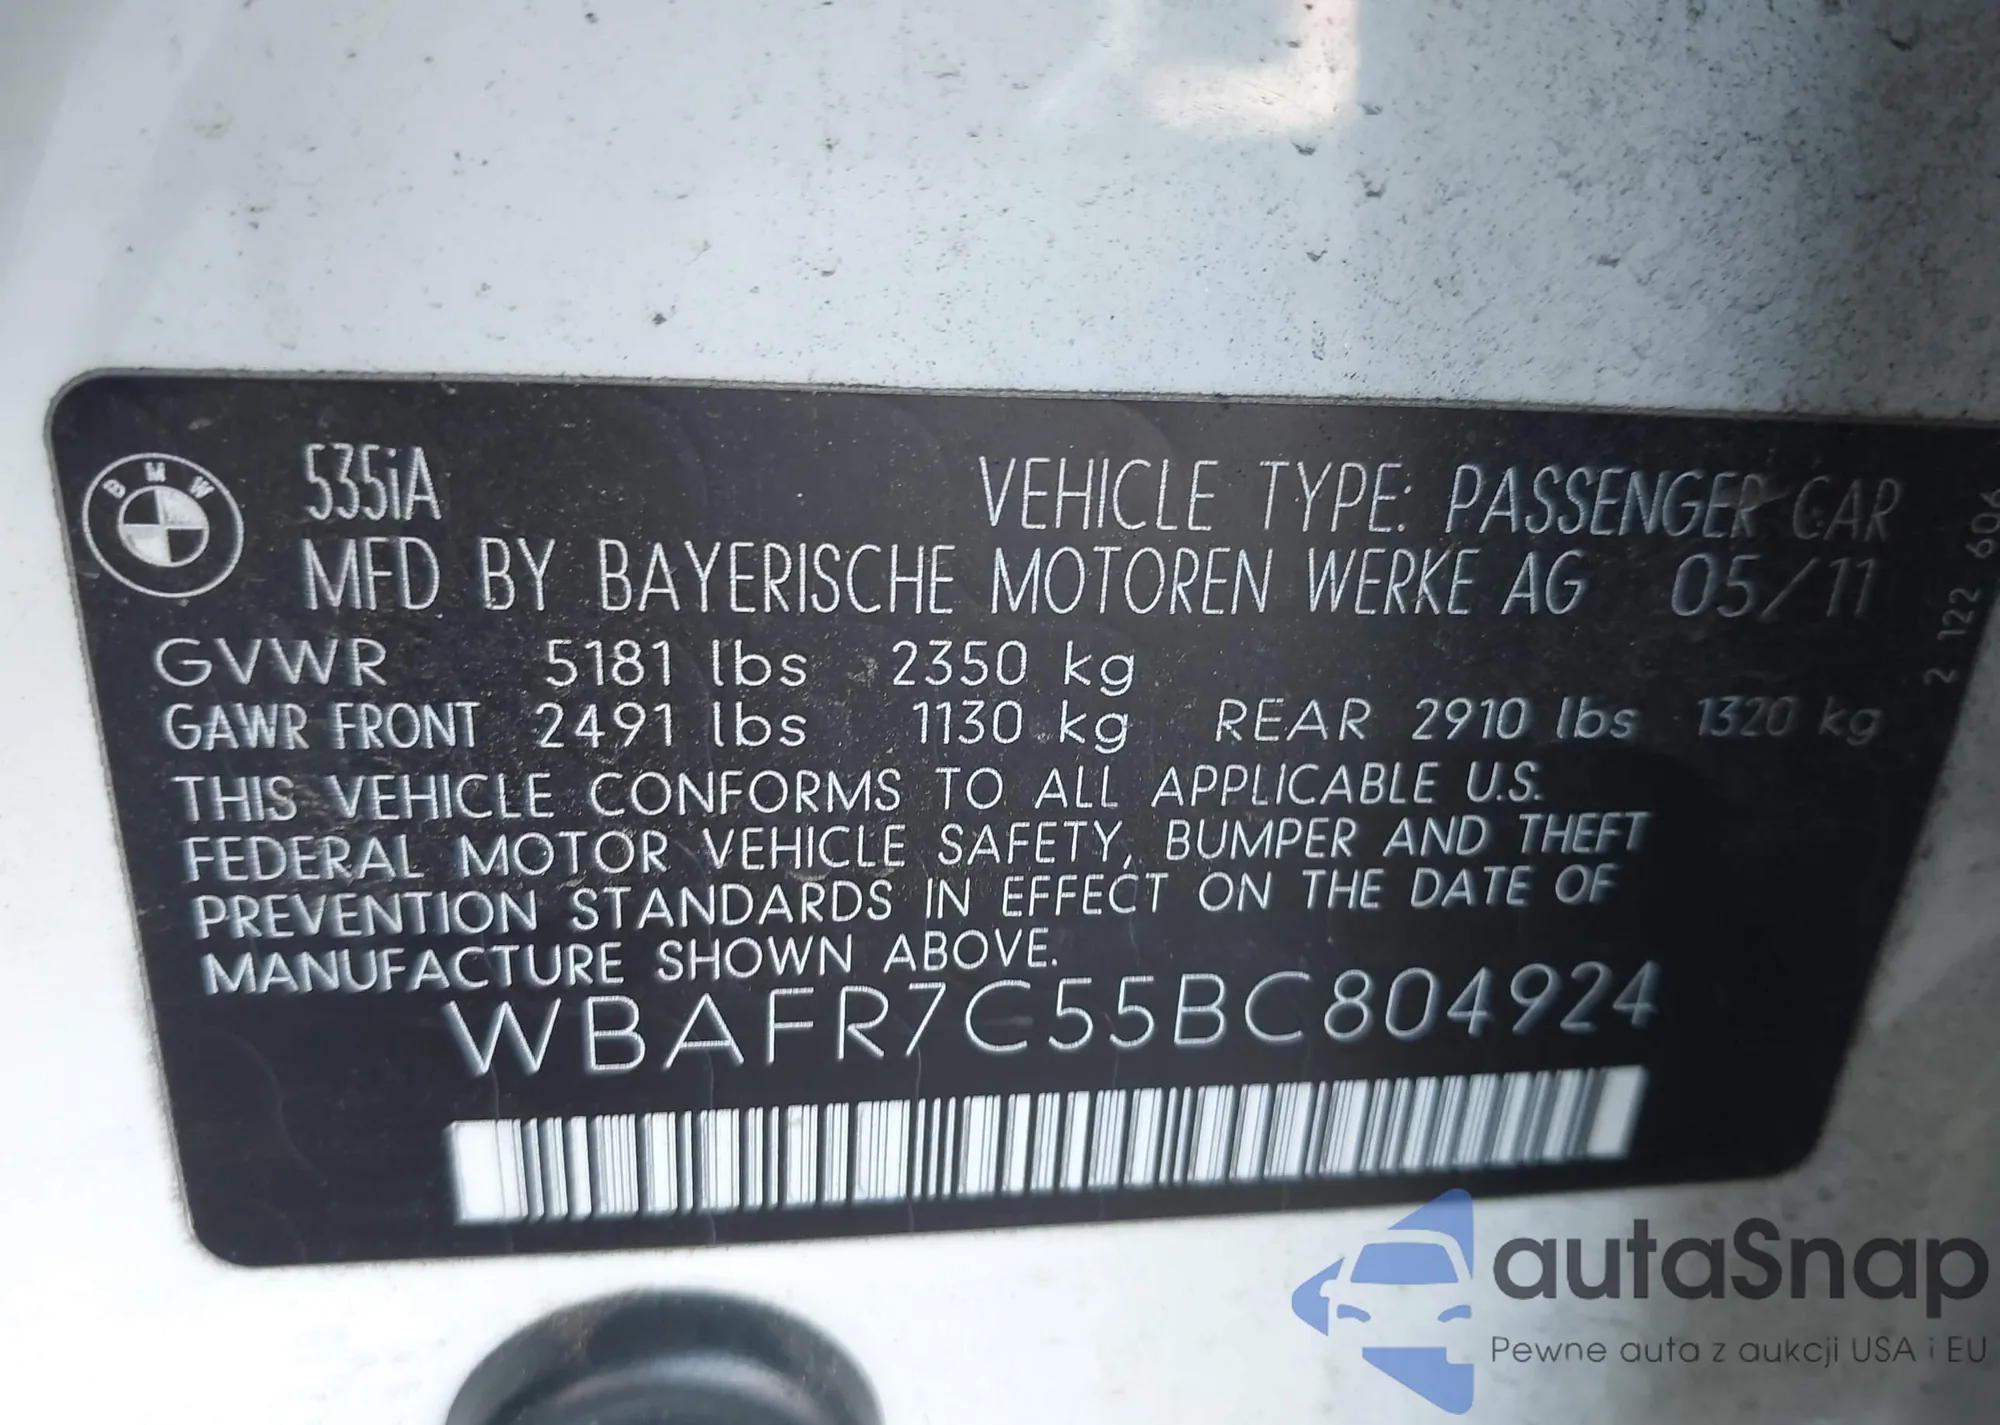 BMW
535iA
VEHICLE TYPE: PASSENGER CAR
MFD BY BAYERISCHE MOTOREN WERKE AG 05/11
GVWR 5181 lbs 2350 kg
GAWR FRONT 2491 lbs 1130 kg REAR 2910 lbs 1320 kg
THIS VEHICLE CONFORMS TO ALL APPLICABLE U.S.
FEDERAL MOTOR VEHICLE SAFETY, BUMPER AND THEFT
PREVENTION STANDARDS IN EFFECT ON THE DATE OF
MANUFACTURE SHOWN ABOVE.
WBAFR7C55BC804924
2 122 606
autaSnap
Pewne auta z aukcji USA i EU